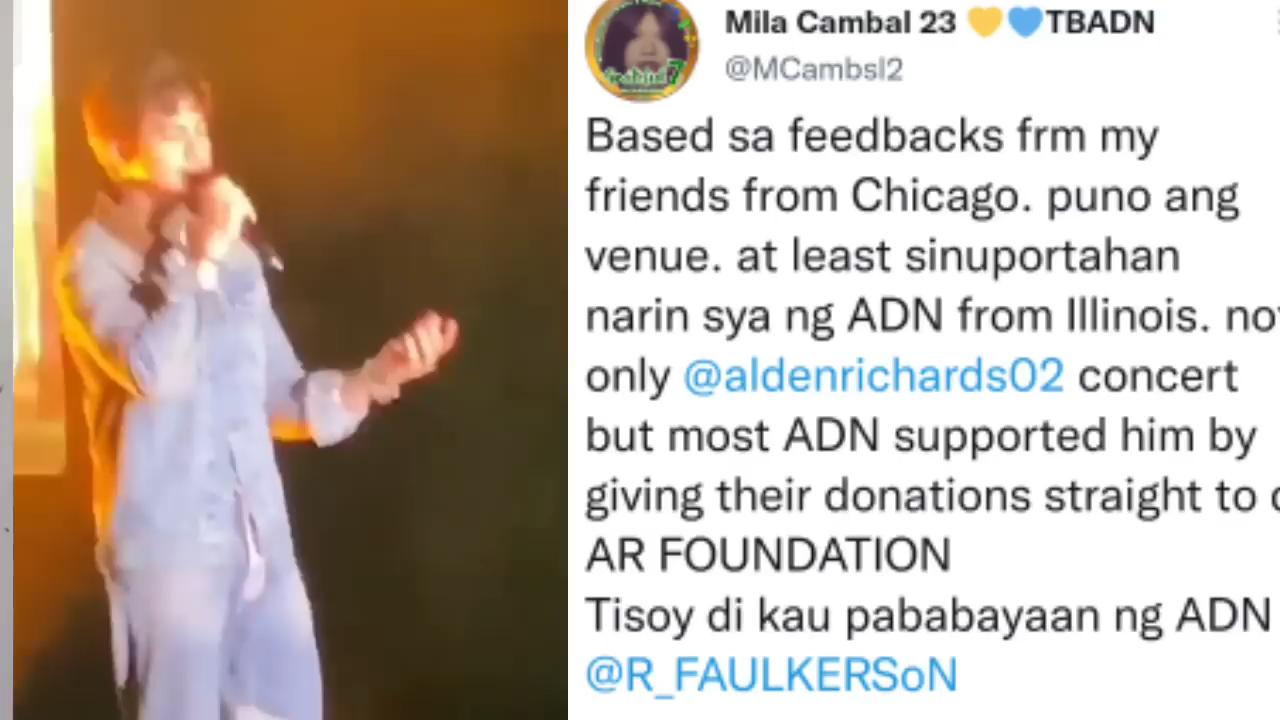 Mila Cambal 23 💛💙TBADN
@MCambsl2
Based sa feedbacks frm my
friends from Chicago. puno ang
venue. at least sinuportahan
narin sya ng ADN from Illinois.
only @aldenrichards02 concert
but most ADN supported him by
giving their donations straight to
AR FOUNDATION
Tisoy di kau pababayaan ng ADN
@R_FAULKERSoN